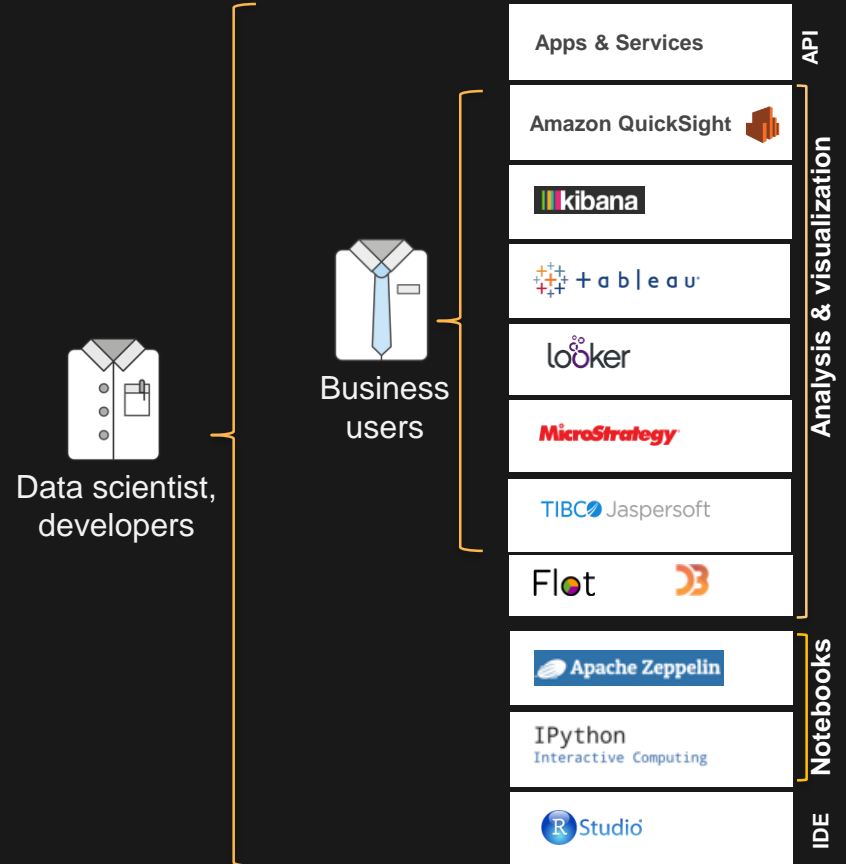 Apps & Services
API
Amazon QuickSight
kibana
tableau
looker
MicroStrategy
TIBCO Jaspersoft
Flot
D3
Analysis & visualization
Business
users
Data scientist,
developers
Apache Zeppelin
IPython
Interactive Computing
Notebooks
R Studio
IDE